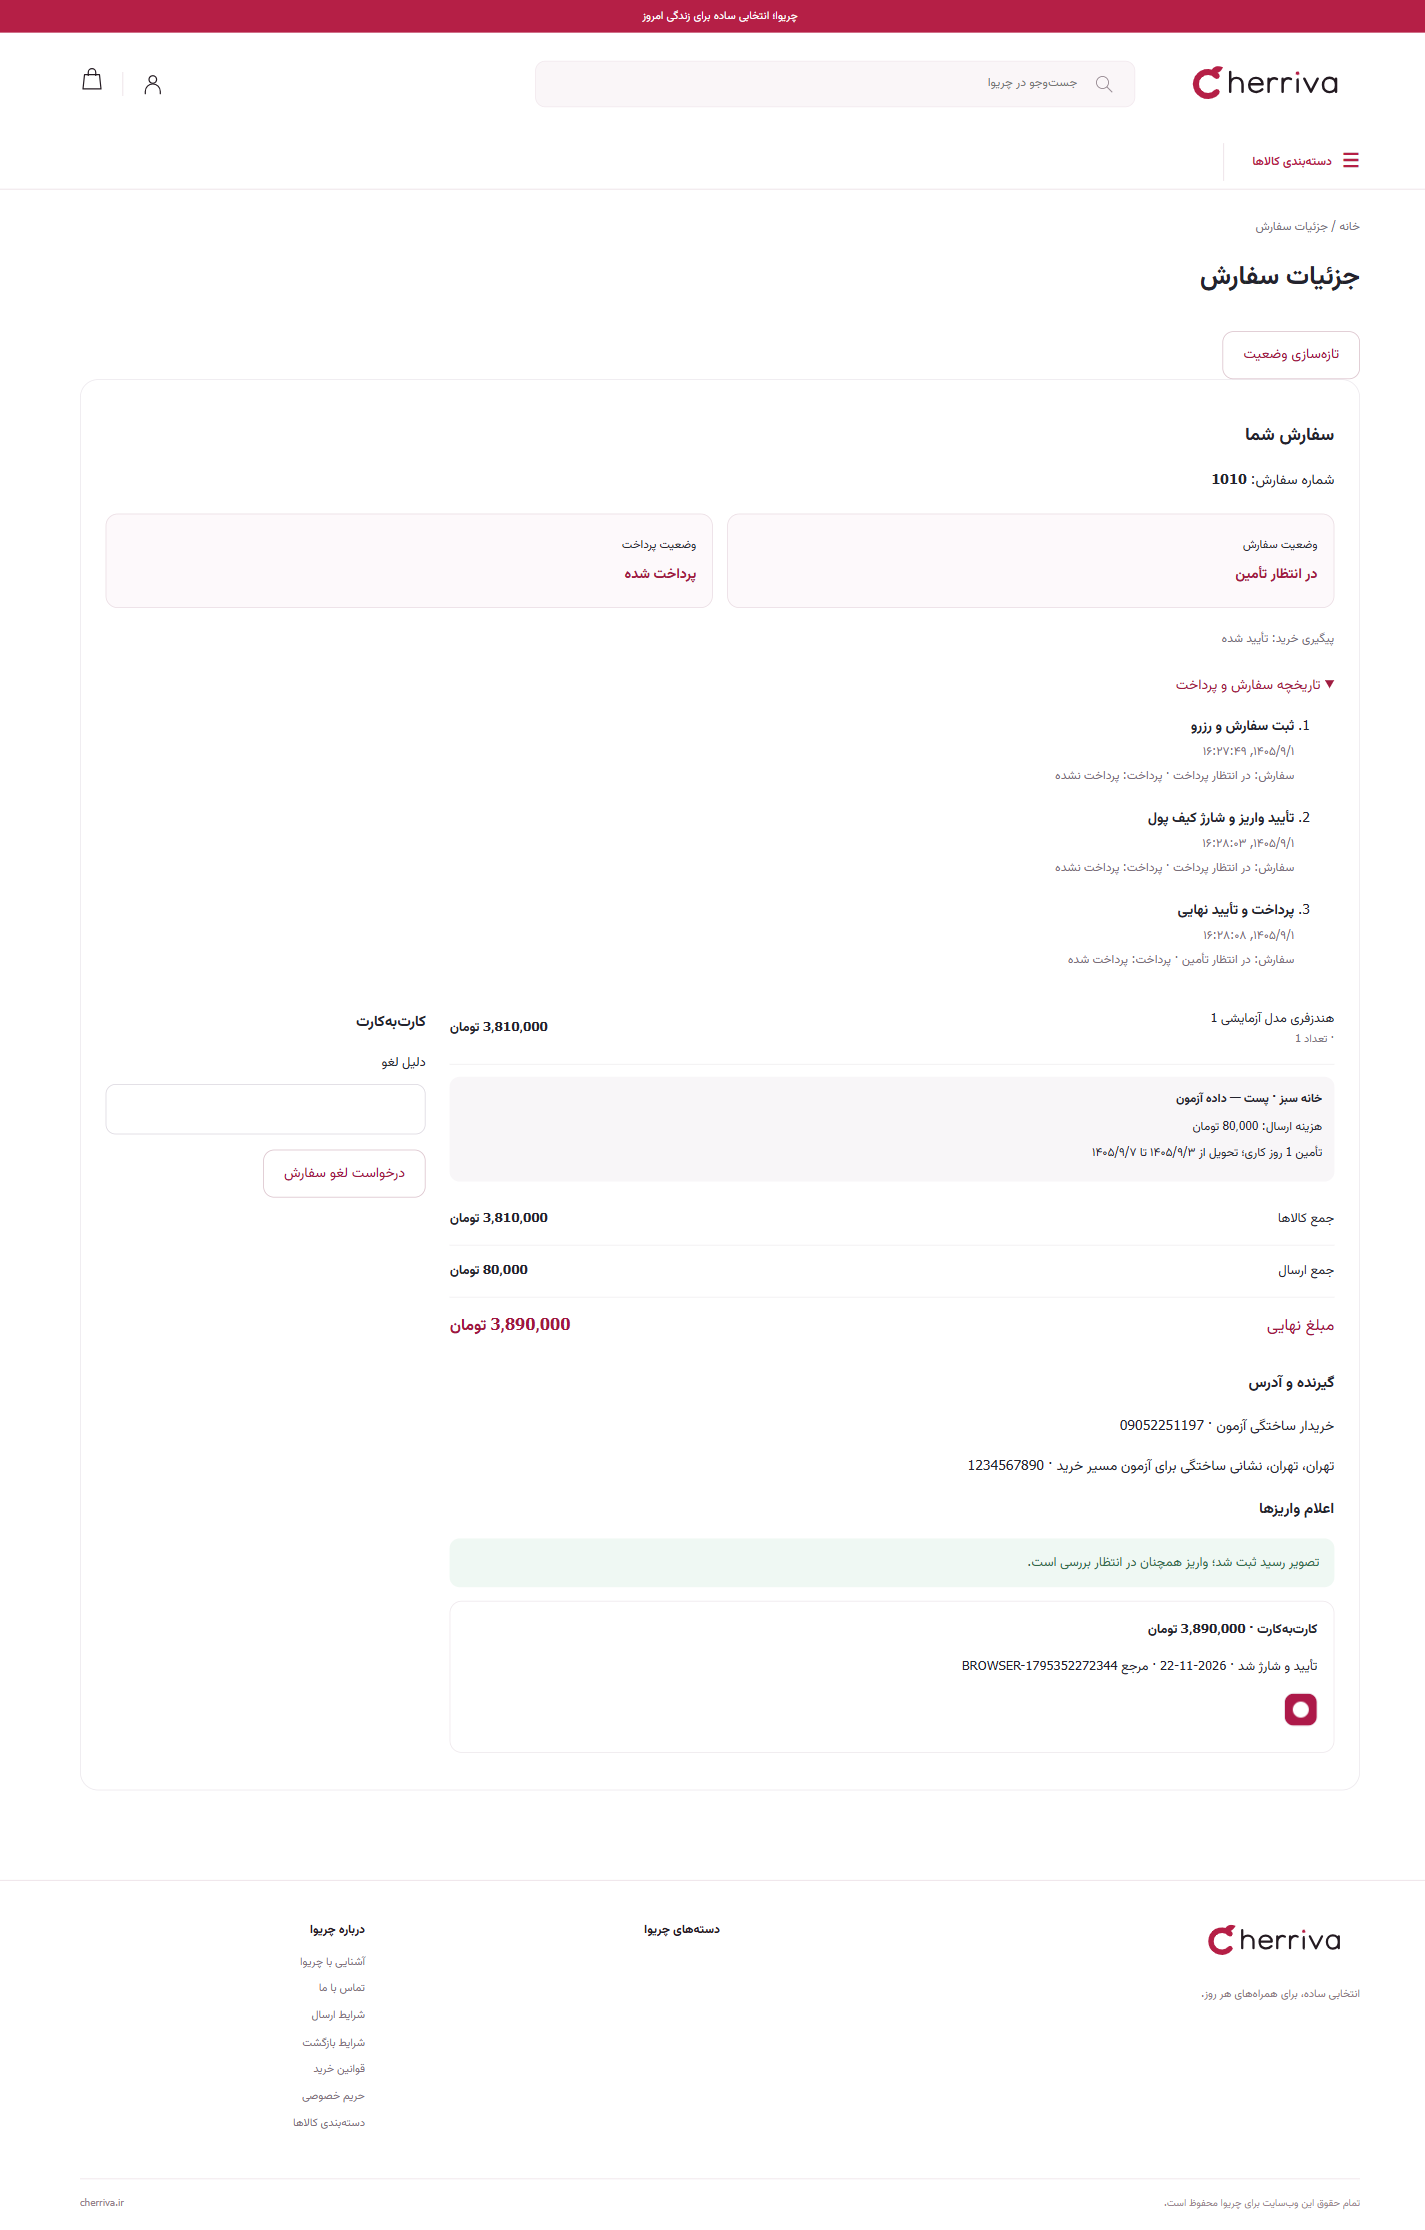 چریوا؛ انتخابی ساده برای زندگی امروز
Cherriva
جست‌وجو در چریوا
دسته‌بندی کالاها
خانه / جزئیات سفارش
جزئیات سفارش
تازه‌سازی وضعیت
سفارش شما
شماره سفارش: 1010
وضعیت سفارش
در انتظار تأمین
وضعیت پرداخت
پرداخت شده
پیگیری خرید: تأیید شده
▼ تاریخچه سفارش و پرداخت
1. ثبت سفارش و رزرو
۱۴۰۵/۹/۱, ۱۶:۲۷:۴۹
سفارش: در انتظار پرداخت · پرداخت: پرداخت نشده
2. تأیید واریز و شارژ کیف پول
۱۴۰۵/۹/۱, ۱۶:۲۸:۰۳
سفارش: در انتظار پرداخت · پرداخت: پرداخت نشده
3. پرداخت و تأیید نهایی
۱۴۰۵/۹/۱, ۱۶:۲۸:۰۸
سفارش: در انتظار تأمین · پرداخت: پرداخت شده
هندزفری مدل آزمایشی 1
· تعداد 1
3,810,000 تومان
خانه سبز · پست — داده آزمون
هزینه ارسال: 80,000 تومان
تأمین 1 روز کاری؛ تحویل از ۱۴۰۵/۹/۳ تا ۱۴۰۵/۹/۷
جمع کالاها
3,810,000 تومان
جمع ارسال
80,000 تومان
مبلغ نهایی
3,890,000 تومان
گیرنده و آدرس
خریدار ساختگی آزمون · 09052251197
تهران، تهران، نشانی ساختگی برای آزمون مسیر خرید · 1234567890
اعلام واریزها
تصویر رسید ثبت شد؛ واریز همچنان در انتظار بررسی است.
کارت‌به‌کارت · 3,890,000 تومان
تأیید و شارژ شد · 2026-11-22 · مرجع BROWSER-1795352272344
کارت‌به‌کارت
دلیل لغو
درخواست لغو سفارش
Cherriva
انتخابی ساده، برای همراه‌های هر روز.
دسته‌های چریوا
درباره چریوا
آشنایی با چریوا
تماس با ما
شرایط ارسال
شرایط بازگشت
قوانین خرید
حریم خصوصی
دسته‌بندی کالاها
تمام حقوق این وب‌سایت برای چریوا محفوظ است.
cherriva.ir